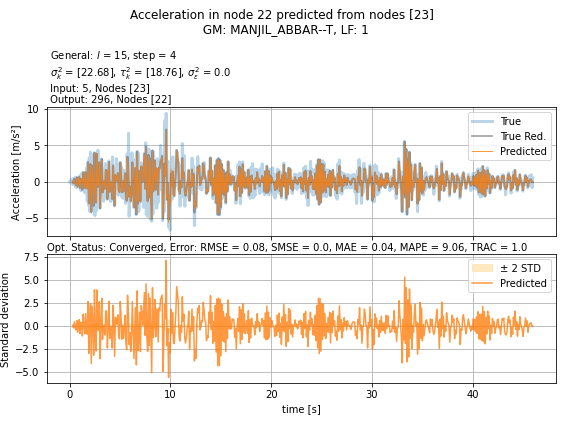 Acceleration in node 22 predicted from nodes [23]
GM: MANJIL_ABBAR--T, LF: 1
General: l = 15, step = 4
σ²ₖ = [22.68], τ²ₖ = [18.76], σ²ε = 0.0
Input: 5, Nodes [23]
Output: 296, Nodes [22]
10
5
0
−5
Acceleration [m/s²]
True
True Red.
Predicted
Opt. Status: Converged, Error: RMSE = 0.08, SMSE = 0.0, MAE = 0.04, MAPE = 9.06, TRAC = 1.0
7.5
5.0
2.5
0.0
−2.5
−5.0
Standard deviation
± 2 STD
Predicted
0 10 20 30 40
time [s]